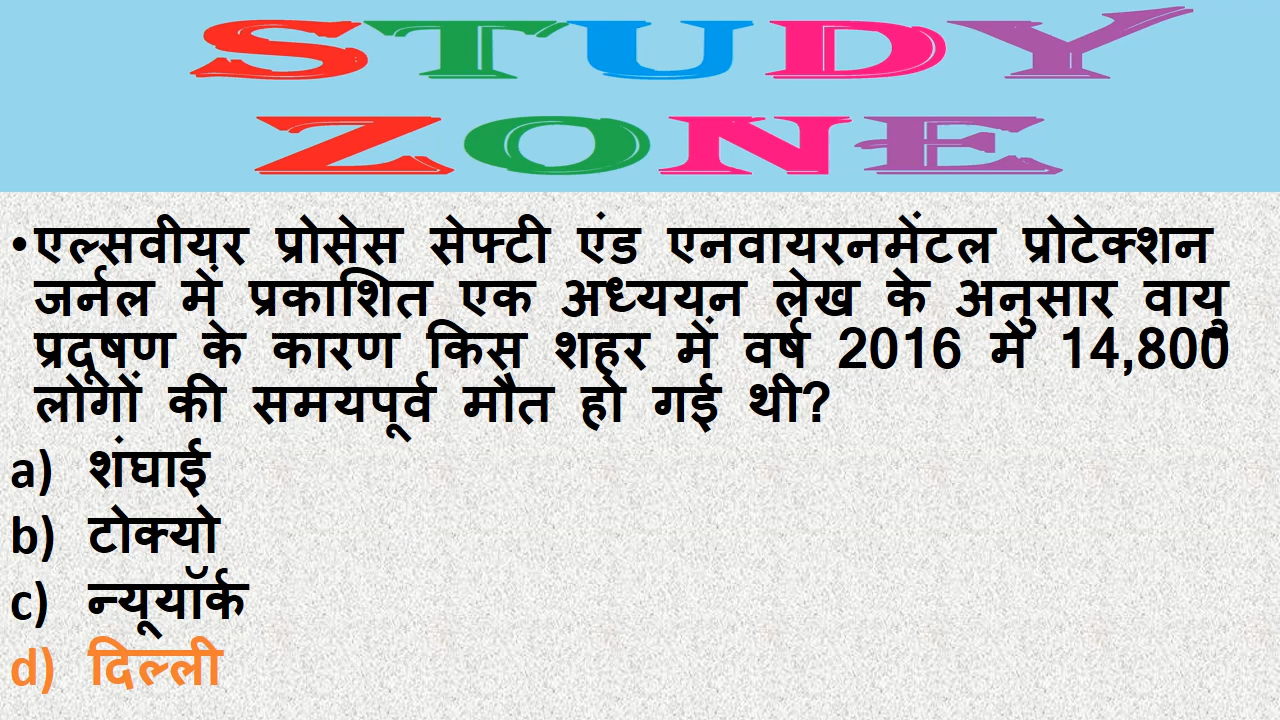 STUDY
ZONE
•एल्सवीयर प्रोसेस सेफ्टी एंड एनवायरनमेंटल प्रोटेक्शन
जर्नल में प्रकाशित एक अध्ययन लेख के अनुसार वायु
प्रदूषण के कारण किस शहर में वर्ष 2016 में 14,800
लोगों की समयपूर्व मौत हो गई थी?
a) शंघाई
b) टोक्यो
c) न्यूयॉर्क
d) दिल्ली